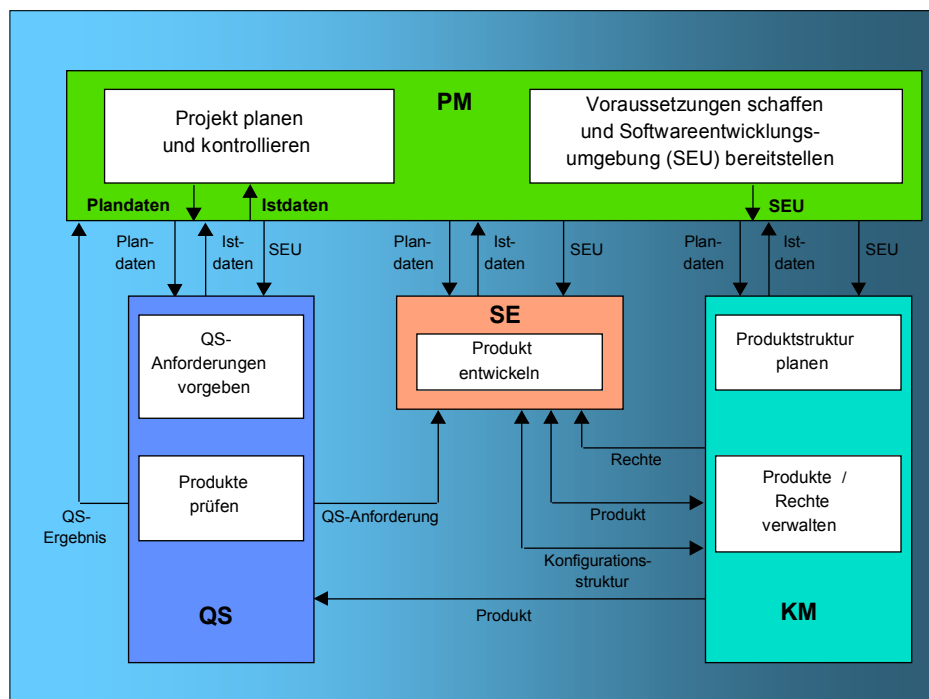 PM
Projekt planen
und kontrollieren
Voraussetzungen schaffen
und Softwareentwicklungs-
umgebung (SEU) bereitstellen
Plandaten
Istdaten
SEU
Plan-
daten
Ist-
daten
SEU
Plan-
daten
Ist-
daten
SEU
Plan-
daten
Ist-
daten
SEU
QS-
Anforderungen
vorgeben
Produkte
prüfen
QS
SE
Produkt
entwickeln
Produktstruktur
planen
Produkte /
Rechte
verwalten
KM
QS-
Ergebnis
QS-Anforderung
Rechte
Produkt
Konfigurations-
struktur
Produkt